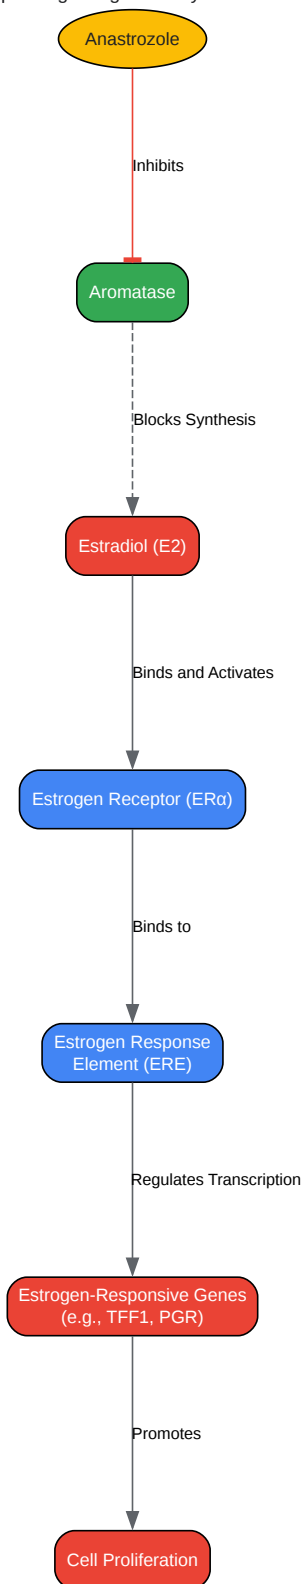 Anastrozole
Inhibits
Aromatase
Blocks Synthesis
Estradiol (E2)
Binds and Activates
Estrogen Receptor (ERα)
Binds to
Estrogen Response
Element (ERE)
Regulates Transcription
Estrogen-Responsive Genes
(e.g., TFF1, PGR)
Promotes
Cell Proliferation